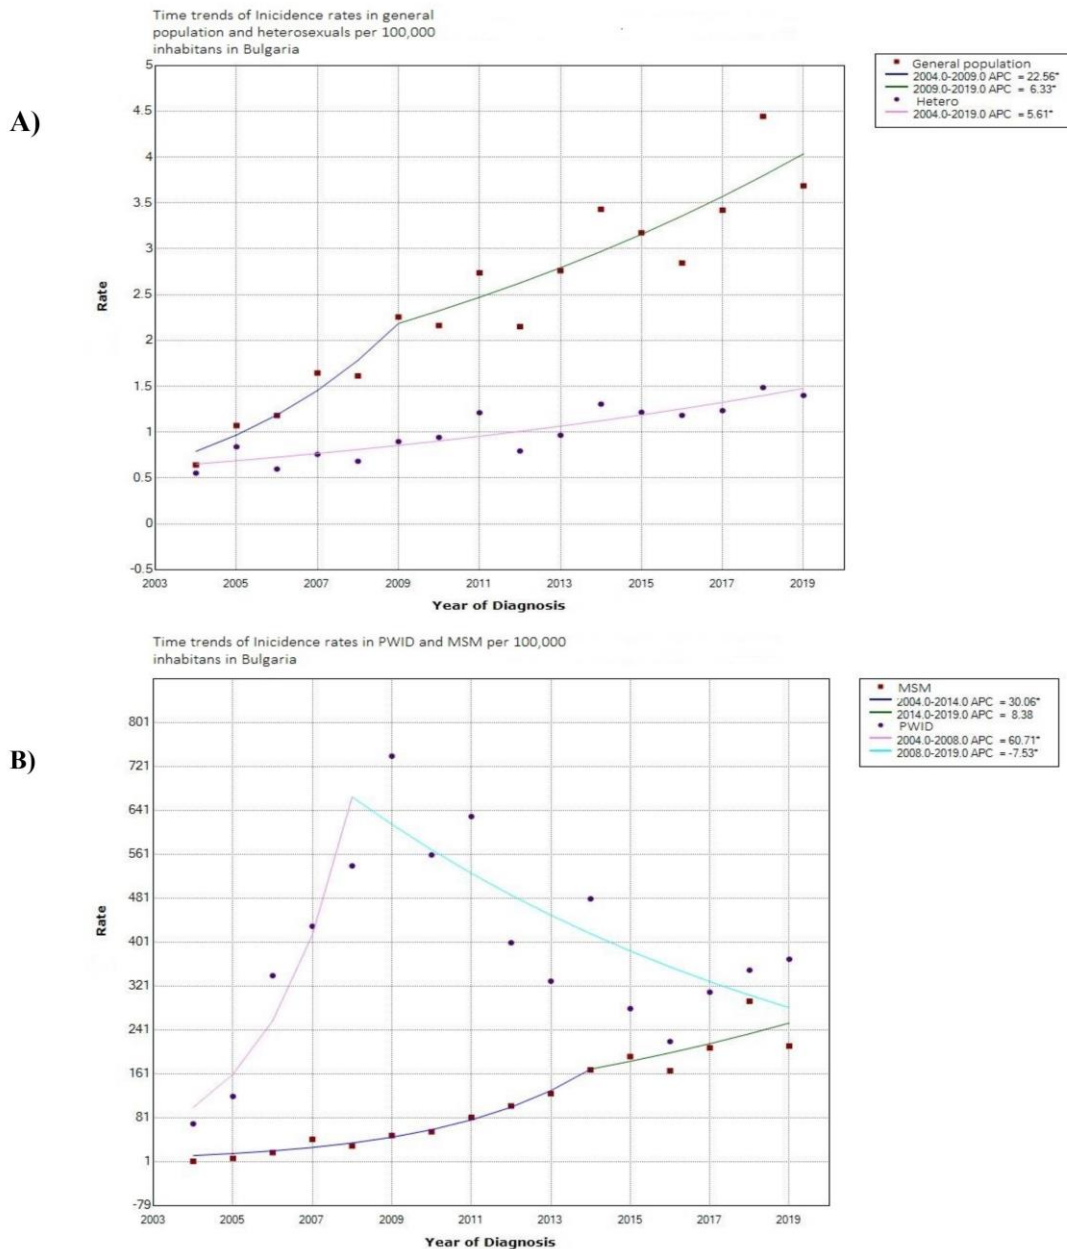 A)
Time trends of Inicidence rates in general
population and heterosexuals per 100,000
inhabitans in Bulgaria
5
4.5
4
3.5
3
2.5
2
1.5
1
0.5
0
-0.5
Rate
2003 2005 2007 2009 2011 2013 2015 2017 2019
Year of Diagnosis
General population
2004.0-2009.0 APC = 22.56*
2009.0-2019.0 APC = 6.33*
Hetero
2004.0-2019.0 APC = 5.61*
B)
Time trends of Inicidence rates in PWID and MSM per 100,000
inhabitans in Bulgaria
801
721
641
561
481
401
321
241
161
81
1
-79
Rate
2003 2005 2007 2009 2011 2013 2015 2017 2019
Year of Diagnosis
MSM
2004.0-2014.0 APC = 30.06*
2014.0-2019.0 APC = 8.38
PWID
2004.0-2008.0 APC = 60.71*
2008.0-2019.0 APC = -7.53*